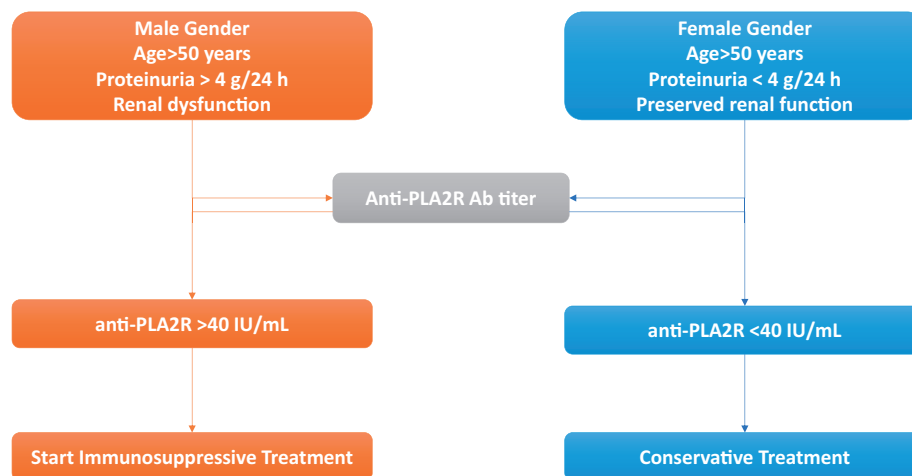 Male Gender
Age>50 years
Proteinuria > 4 g/24 h
Renal dysfunction
Female Gender
Age>50 years
Proteinuria < 4 g/24 h
Preserved renal function
Anti-PLA2R Ab titer
anti-PLA2R >40 IU/mL
anti-PLA2R <40 IU/mL
Start Immunosuppressive Treatment
Conservative Treatment